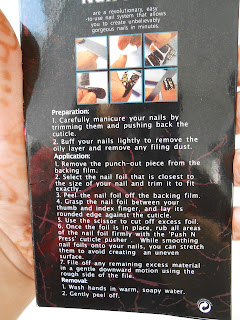 are a revolutionary, easy
-to-use nail system that allows
you to create unbelievably
gorgeous nails in minutes.
Preparation:
1. Carefully manicure your nails by
trimming them and pushing back the
cuticle.
2. Buff your nails lightly to remove the
oily layer and remove any filing dust.
Application:
1. Remove the punch-out piece from the
backing film.
2. Select the nail foil that is closest to
the size of your nail and trim it to fit
exactly.
3. Peel the nail foil off the backing film.
4. Grasp the nail foil between your
thumb and index finger, and lay its
rounded edge against the cuticle.
5. Use the scissor to cut off excess foil.
6. Once the foil is in place, rub all areas
of the nail foil firmly with the 'Push N
Press' cuticle pusher . While smoothing
nail foils onto your nails, you can stretch
them to avoid creating an uneven
surface.
7. File off any remaining excess material
in a gentle downward motion using the
rough side of the file.
Removal:
1. Wash hands in warm, soapy water.
2. Gently peel off.